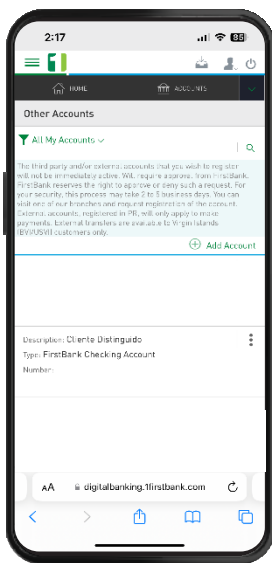 2:17
85
1
HOME
ACCOUNTS
Other Accounts
All My Accounts
The third party and/or external accounts that you wish to register
will not be immediately active. Will require approval from FirstBank.
FirstBank reserves the right to approve or deny such a request. For
your security, this process may take 2 to 5 business days. You can
visit one of our branches and request registration of the account.
External accounts, registered in PR, will only apply to make
payments. External transfers are available to Virgin Islands
(BVI/USVI) customers only.
Add Account
Description: Cliente Distinguido
Type: FirstBank Checking Account
Number:
AA digitalbanking.1firstbank.com